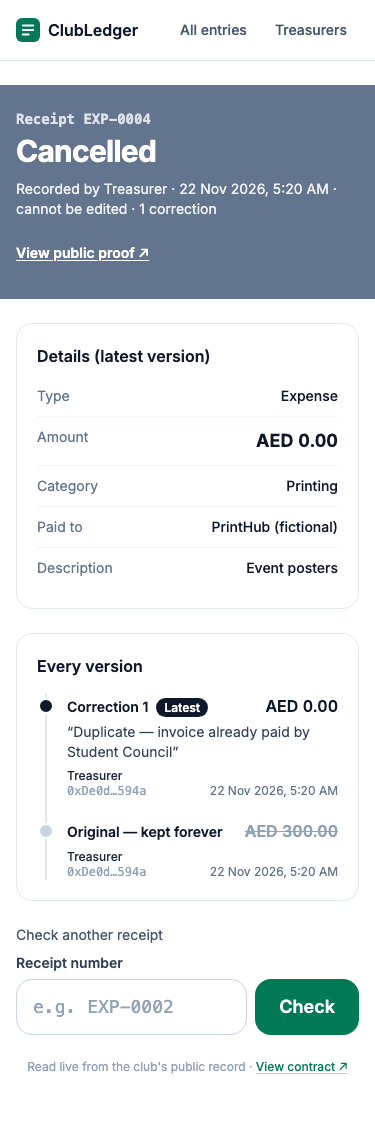 ClubLedger
All entries
Treasurers
Receipt EXP-0004
Cancelled
Recorded by Treasurer · 22 Nov 2026, 5:20 AM ·
cannot be edited · 1 correction
View public proof ↗
Details (latest version)
Type Expense
Amount AED 0.00
Category Printing
Paid to PrintHub (fictional)
Description Event posters
Every version
Correction 1 Latest AED 0.00
“Duplicate — invoice already paid by
Student Council”
Treasurer
0xDe0d…594a 22 Nov 2026, 5:20 AM
Original — kept forever AED 300.00
Treasurer
0xDe0d…594a 22 Nov 2026, 5:20 AM
Check another receipt
Receipt number
e.g. EXP-0002 Check
Read live from the club's public record · View contract ↗